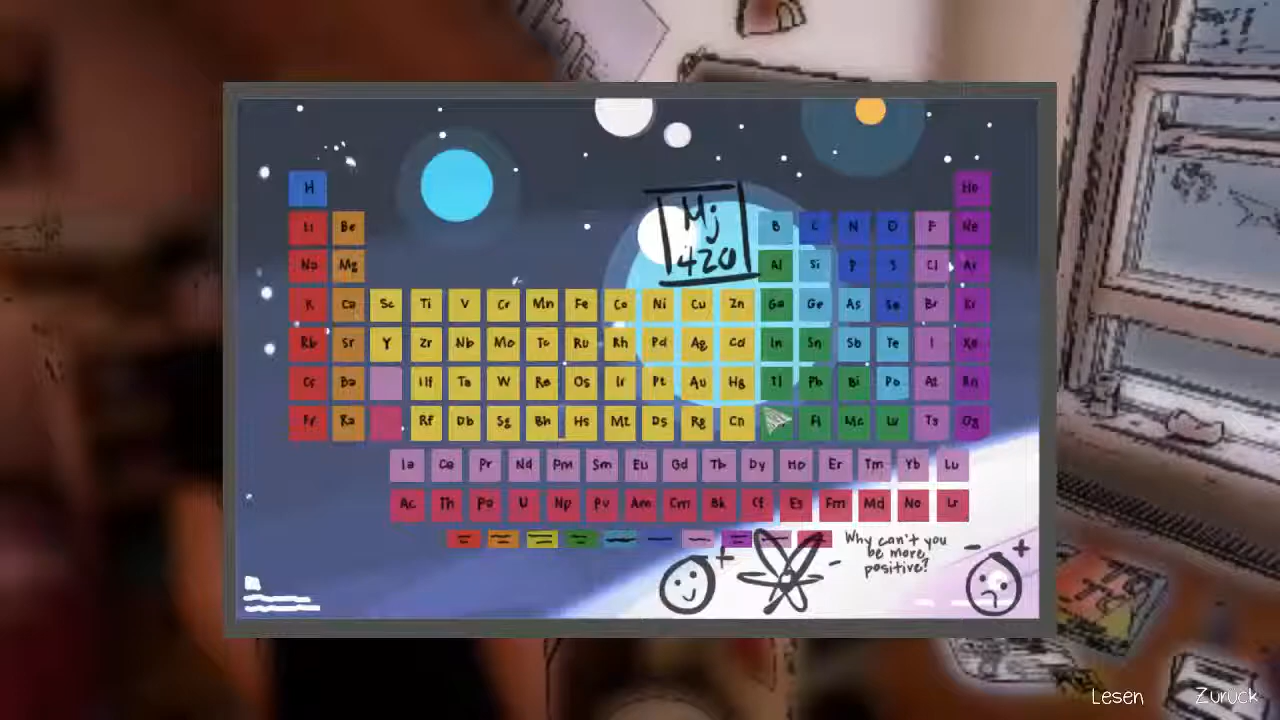 Mj
420
H He
Li Be B C N O F Ne
Na Mg Al Si P S Cl Ar
K Ca Sc Ti V Cr Mn Fe Co Ni Cu Zn Ga Ge As Se Br Kr
Rb Sr Y Zr Nb Mo Tc Ru Rh Pd Ag Cd In Sn Sb Te I Xe
Cs Ba Hf Ta W Re Os Ir Pt Au Hg Tl Pb Bi Po At Rn
Fr Ra Rf Db Sg Bh Hs Mt Ds Rg Cn Fl Mc Lv Ts Og
la Ce Pr Nd Pm Sm Eu Gd Tb Dy Ho Er Tm Yb Lu
Ac Th Pa U Np Pu Am Cm Bk Cf Es Fm Md No Lr
Why can't you
be more
positive?
+ - - +
Lesen Zurück